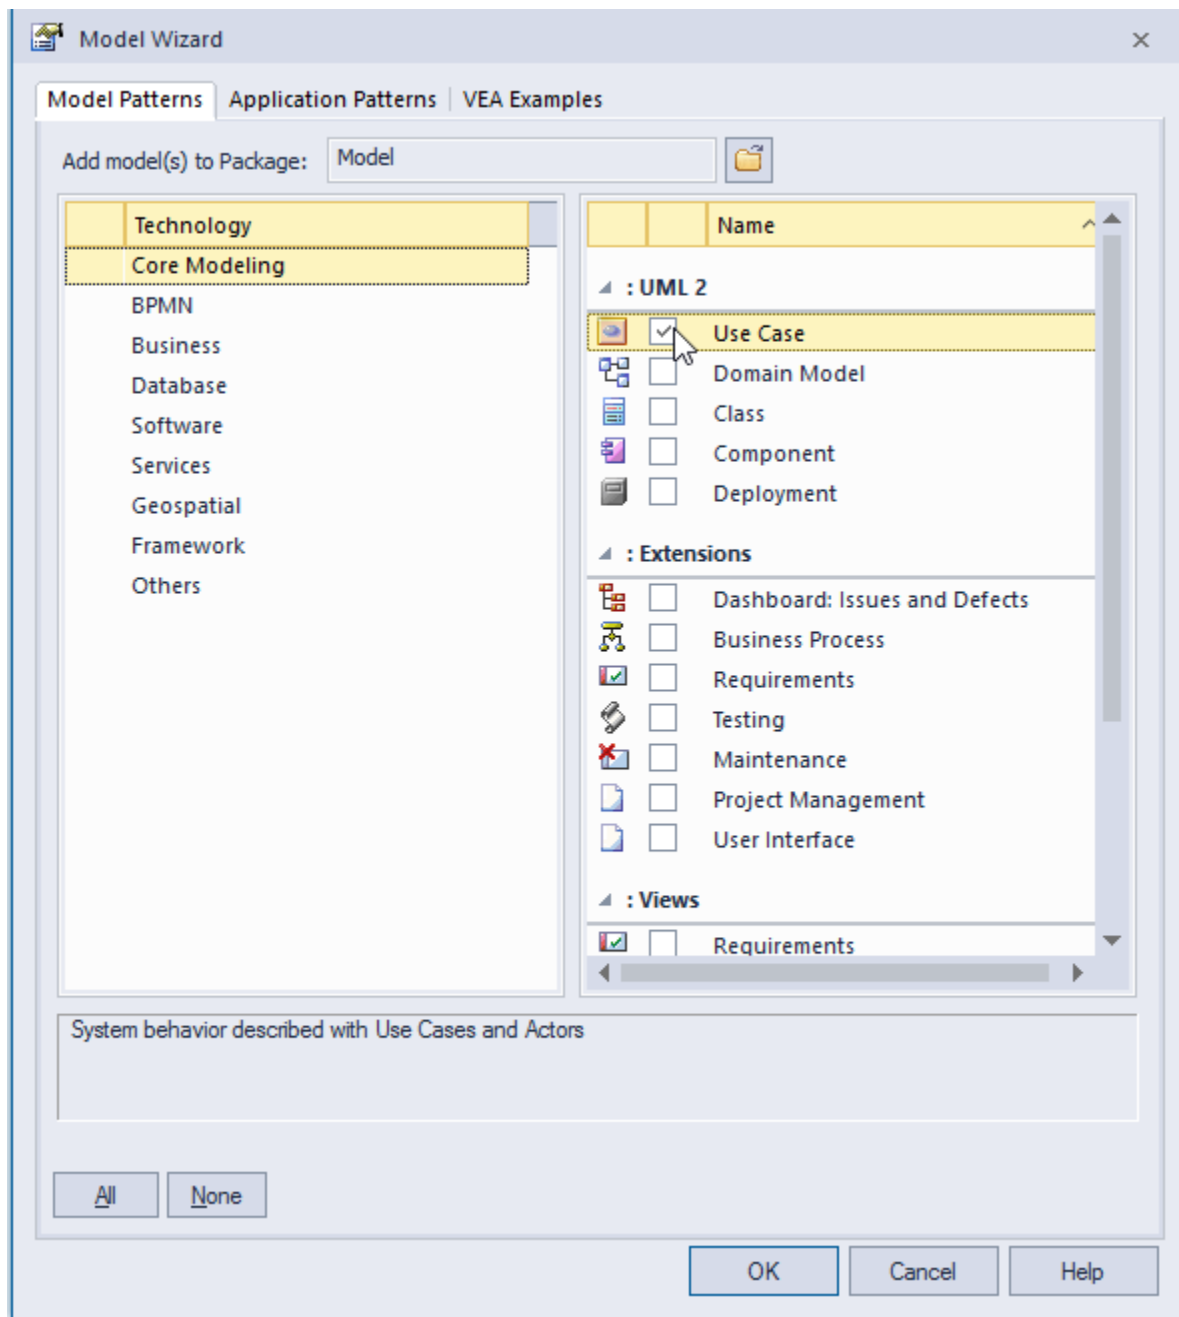 Model Wizard
Model Patterns
Application Patterns
VEA Examples
Add model(s) to Package:
Model
Technology
Core Modeling
BPMN
Business
Database
Software
Services
Geospatial
Framework
Others
Name
: UML 2
Use Case
Domain Model
Class
Component
Deployment
: Extensions
Dashboard: Issues and Defects
Business Process
Requirements
Testing
Maintenance
Project Management
User Interface
: Views
Requirements
System behavior described with Use Cases and Actors
All
None
OK
Cancel
Help